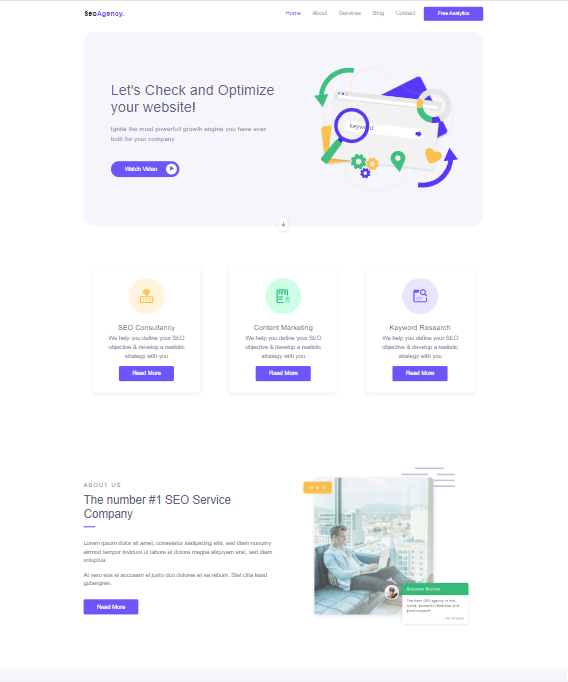 SeoAgency.
Home About Services Blog Contact Free Analytics
Let's Check and Optimize
your website!
Ignite the most powerfull growth engine you have ever
built for your company
Watch Video
keyword
SEO Consultancy
We help you define your SEO
objective & develop a realistic
strategy with you
Read More
Content Marketing
We help you define your SEO
objective & develop a realistic
strategy with you
Read More
Keyword Research
We help you define your SEO
objective & develop a realistic
strategy with you
Read More
ABOUT US
The number #1 SEO Service
Company
Lorem ipsum dolor sit amet, consetetur sadipscing elitr, sed diam nonumy
eirmod tempor invidunt ut labore et dolore magna aliquyam erat, sed diam
voluptua.
At vero eos et accusam et justo duo dolores et ea rebum. Stet clita kasd
gubergren.
Read More
Success Stories
The best SEO agency in the
world, powerful features and
good support!